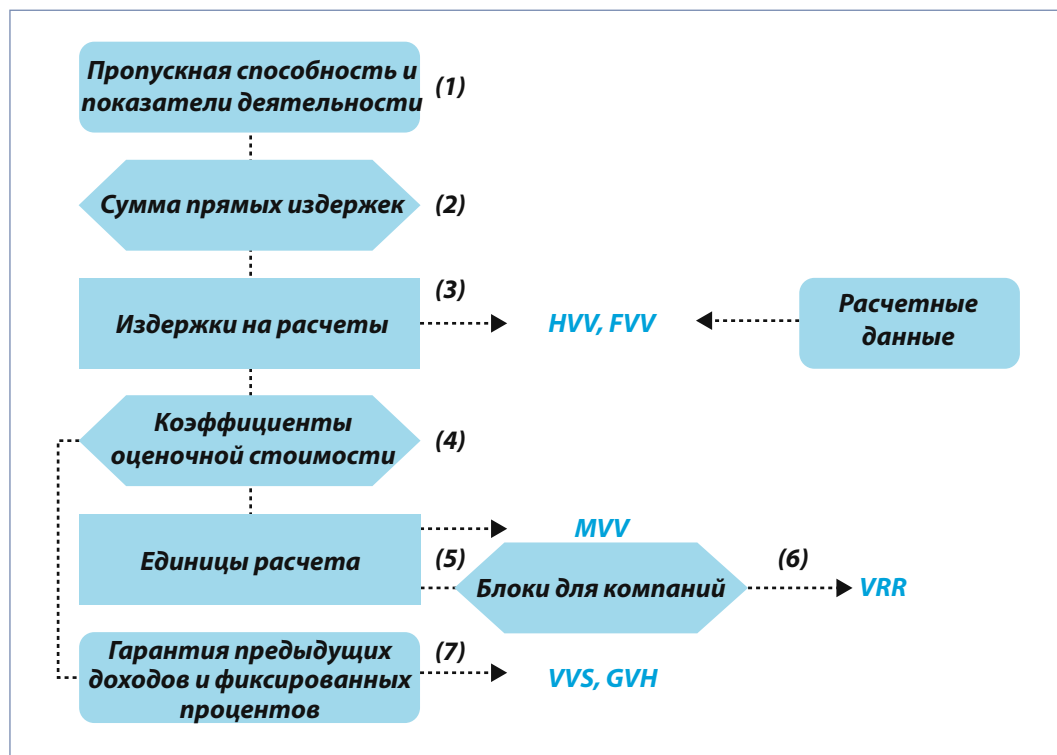 Пропускная способность и
показатели деятельности
(1)
Сумма прямых издержек
(2)
Издержки на расчеты
(3)
HVV, FVV
Расчетные
данные
Коэффициенты
оценочной стоимости
(4)
Единицы расчета
MVV
(5)
Блоки для компаний
(6)
VRR
Гарантия предыдущих
доходов и фиксированных
процентов
(7)
VVS, GVH